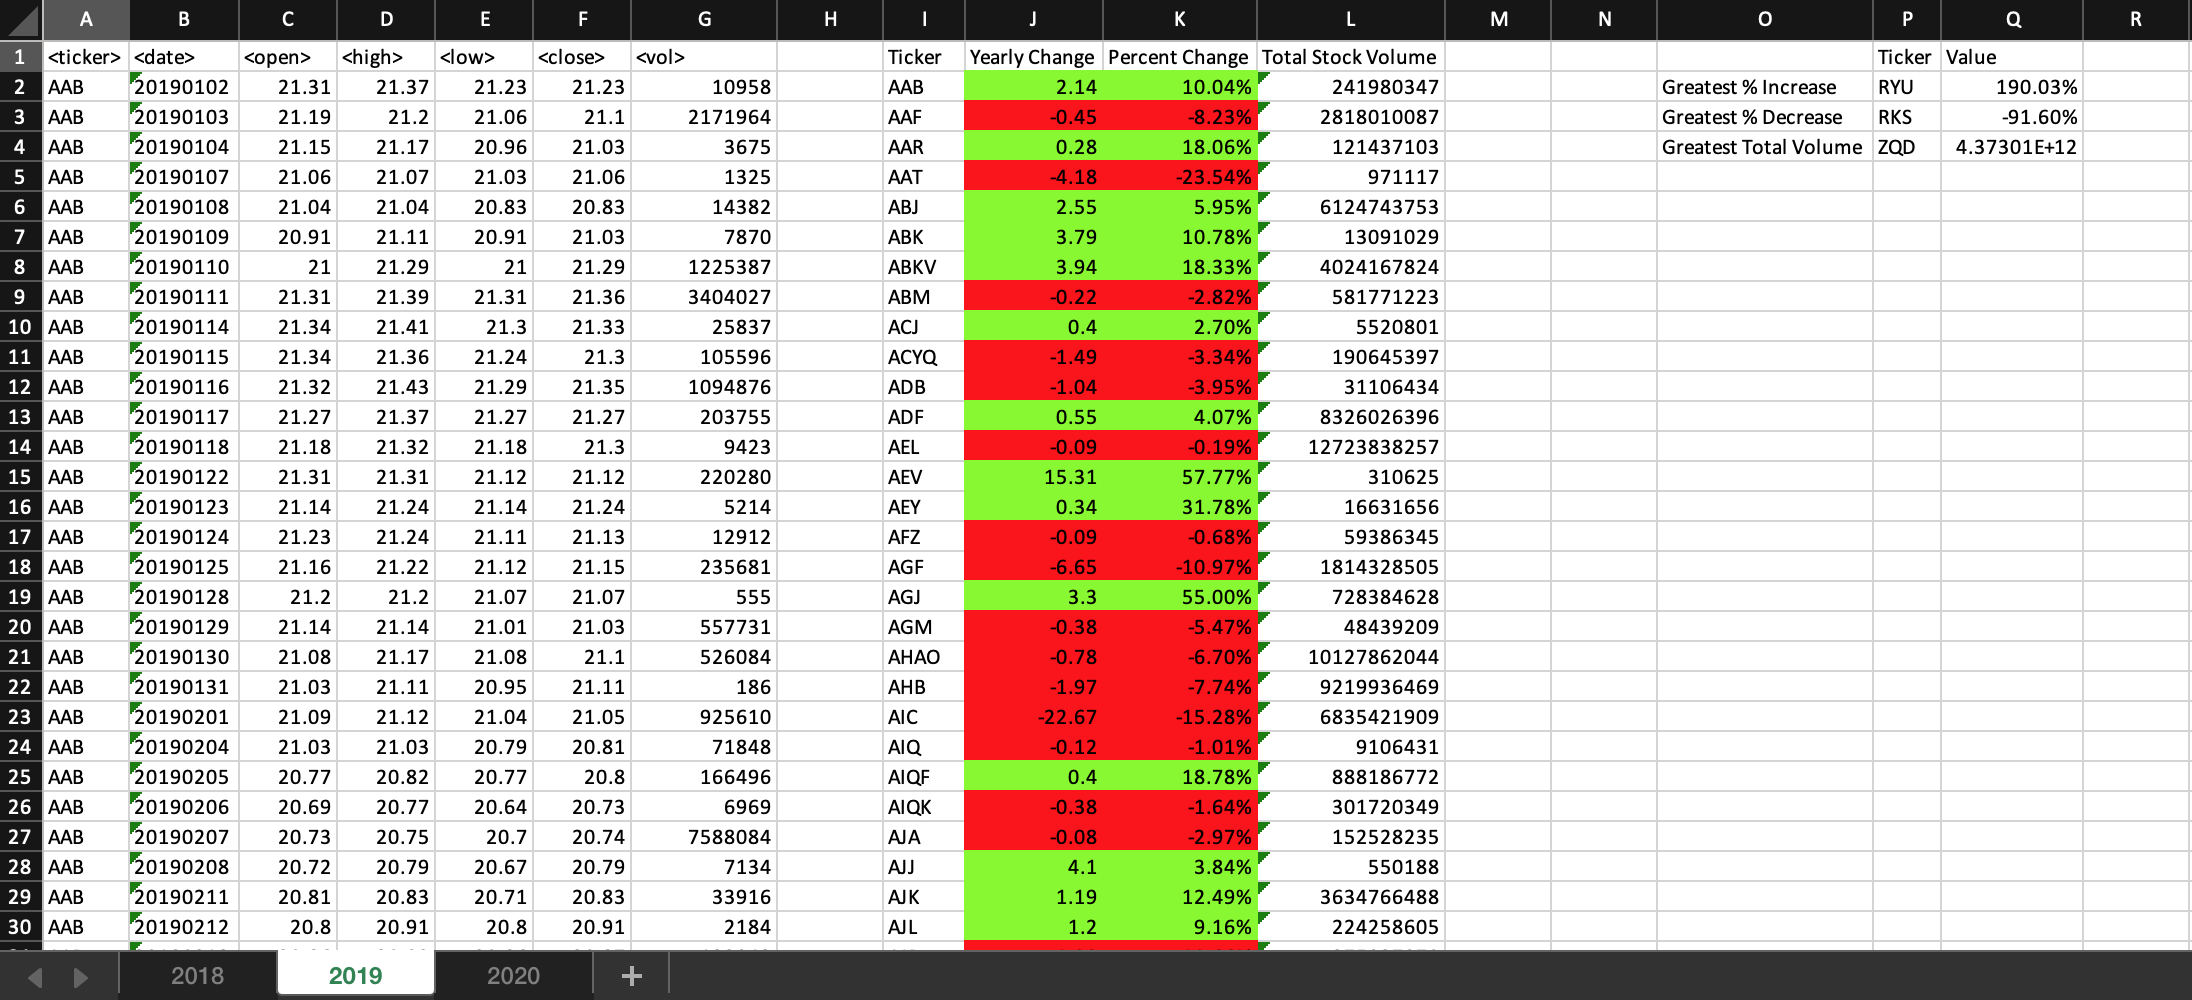 A B C D E F G H I J K L M N O P Q R
1 <ticker> <date> <open> <high> <low> <close> <vol> Ticker Yearly Change Percent Change Total Stock Volume Ticker Value
2 AAB 20190102 21.31 21.37 21.23 21.23 10958 AAB 2.14 10.04% 241980347 Greatest % Increase RYU 190.03%
3 AAB 20190103 21.19 21.2 21.06 21.1 2171964 AAF -0.45 -8.23% 2818010087 Greatest % Decrease RKS -91.60%
4 AAB 20190104 21.15 21.17 20.96 21.03 3675 AAR 0.28 18.06% 121437103 Greatest Total Volume ZQD 4.37301E+12
5 AAB 20190107 21.06 21.07 21.03 21.06 1325 AAT -4.18 -23.54% 971117
6 AAB 20190108 21.04 21.04 20.83 20.83 14382 ABJ 2.55 5.95% 6124743753
7 AAB 20190109 20.91 21.11 20.91 21.03 7870 ABK 3.79 10.78% 13091029
8 AAB 20190110 21 21.29 21 21.29 1225387 ABKV 3.94 18.33% 4024167824
9 AAB 20190111 21.31 21.39 21.31 21.36 3404027 ABM -0.22 -2.82% 581771223
10 AAB 20190114 21.34 21.41 21.3 21.33 25837 ACJ 0.4 2.70% 5520801
11 AAB 20190115 21.34 21.36 21.24 21.3 105596 ACYQ -1.49 -3.34% 190645397
12 AAB 20190116 21.32 21.43 21.29 21.35 1094876 ADB -1.04 -3.95% 31106434
13 AAB 20190117 21.27 21.37 21.27 21.27 203755 ADF 0.55 4.07% 8326026396
14 AAB 20190118 21.18 21.32 21.18 21.3 9423 AEL -0.09 -0.19% 12723838257
15 AAB 20190122 21.31 21.31 21.12 21.12 220280 AEV 15.31 57.77% 310625
16 AAB 20190123 21.14 21.24 21.14 21.24 5214 AEY 0.34 31.78% 16631656
17 AAB 20190124 21.23 21.24 21.11 21.13 12912 AFZ -0.09 -0.68% 59386345
18 AAB 20190125 21.16 21.22 21.12 21.15 235681 AGF -6.65 -10.97% 1814328505
19 AAB 20190128 21.2 21.2 21.07 21.07 555 AGJ 3.3 55.00% 728384628
20 AAB 20190129 21.14 21.14 21.01 21.03 557731 AGM -0.38 -5.47% 48439209
21 AAB 20190130 21.08 21.17 21.08 21.1 526084 AHAO -0.78 -6.70% 10127862044
22 AAB 20190131 21.03 21.11 20.95 21.11 186 AHB -1.97 -7.74% 9219936469
23 AAB 20190201 21.09 21.12 21.04 21.05 925610 AIC -22.67 -15.28% 6835421909
24 AAB 20190204 21.03 21.03 20.79 20.81 71848 AIQ -0.12 -1.01% 9106431
25 AAB 20190205 20.77 20.82 20.77 20.8 166496 AIQF 0.4 18.78% 888186772
26 AAB 20190206 20.69 20.77 20.64 20.73 6969 AIQK -0.38 -1.64% 301720349
27 AAB 20190207 20.73 20.75 20.7 20.74 7588084 AJA -0.08 -2.97% 152528235
28 AAB 20190208 20.72 20.79 20.67 20.79 7134 AJJ 4.1 3.84% 550188
29 AAB 20190211 20.81 20.83 20.71 20.83 33916 AJK 1.19 12.49% 3634766488
30 AAB 20190212 20.8 20.91 20.8 20.91 2184 AJL 1.2 9.16% 224258605
2018 2019 2020 +